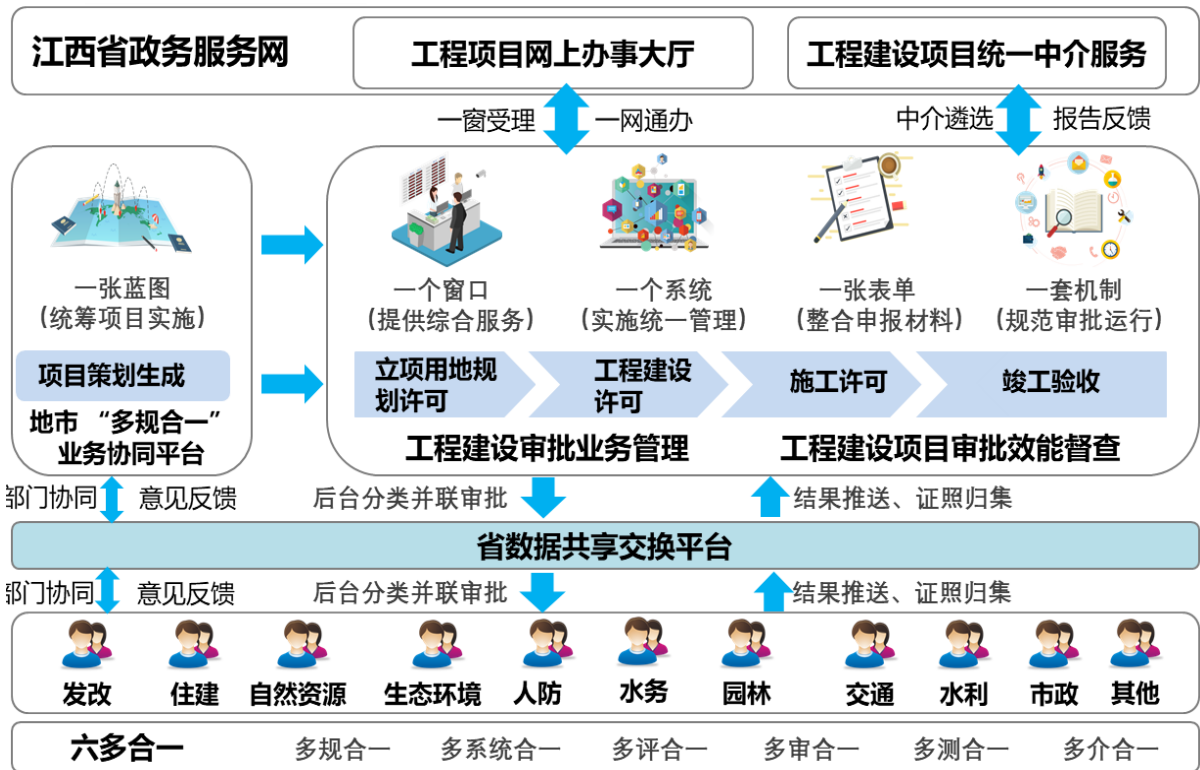 江西省政务服务网
工程项目网上办事大厅
工程建设项目统一中介服务
一窗受理
一网通办
中介遴选
报告反馈
一张蓝图
(统筹项目实施)
一个窗口
(提供综合服务)
一个系统
(实施统一管理)
一张表单
(整合申报材料)
一套机制
(规范审批运行)
项目策划生成
地市 “多规合一”
业务协同平台
立项用地规
划许可
工程建设
许可
施工许可
竣工验收
工程建设审批业务管理
工程建设项目审批效能督查
部门协同
意见反馈
后台分类并联审批
结果推送、证照归集
省数据共享交换平台
部门协同
意见反馈
后台分类并联审批
结果推送、证照归集
发改
住建
自然资源
生态环境
人防
水务
园林
交通
水利
市政
其他
六多合一
多规合一
多系统合一
多评合一
多审合一
多测合一
多介合一